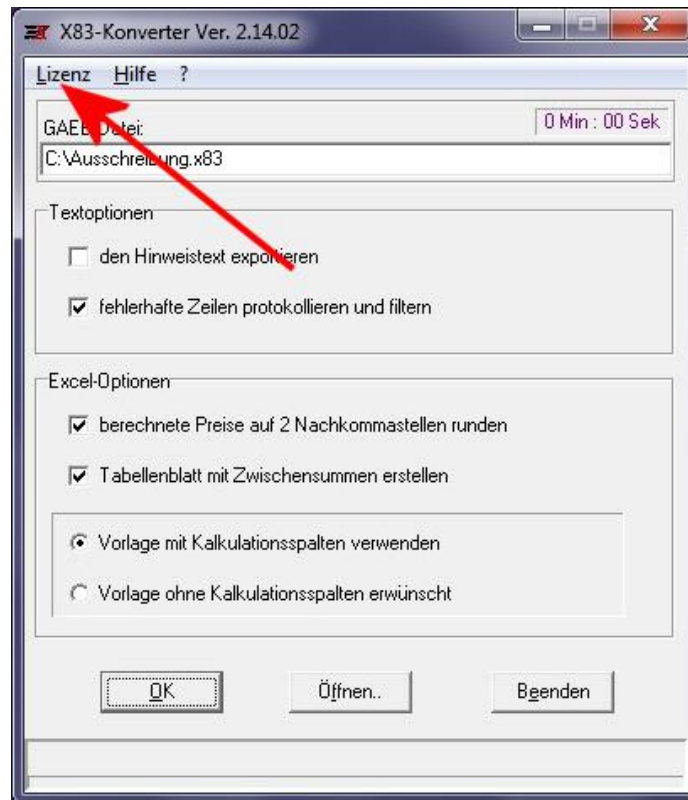 X83-Konverter Ver. 2.14.02
Lizenz Hilfe ?
GAEB Datei:
0 Min : 00 Sek
C:\Ausschreibung.x83
Textoptionen
den Hinweistext exportieren
fehlerhafte Zeilen protokollieren und filtern
Excel-Optionen
berechnete Preise auf 2 Nachkommastellen runden
Tabellenblatt mit Zwischensummen erstellen
Vorlage mit Kalkulationsspalten verwenden
Vorlage ohne Kalkulationsspalten erwünscht
OK
Öffnen..
Beenden